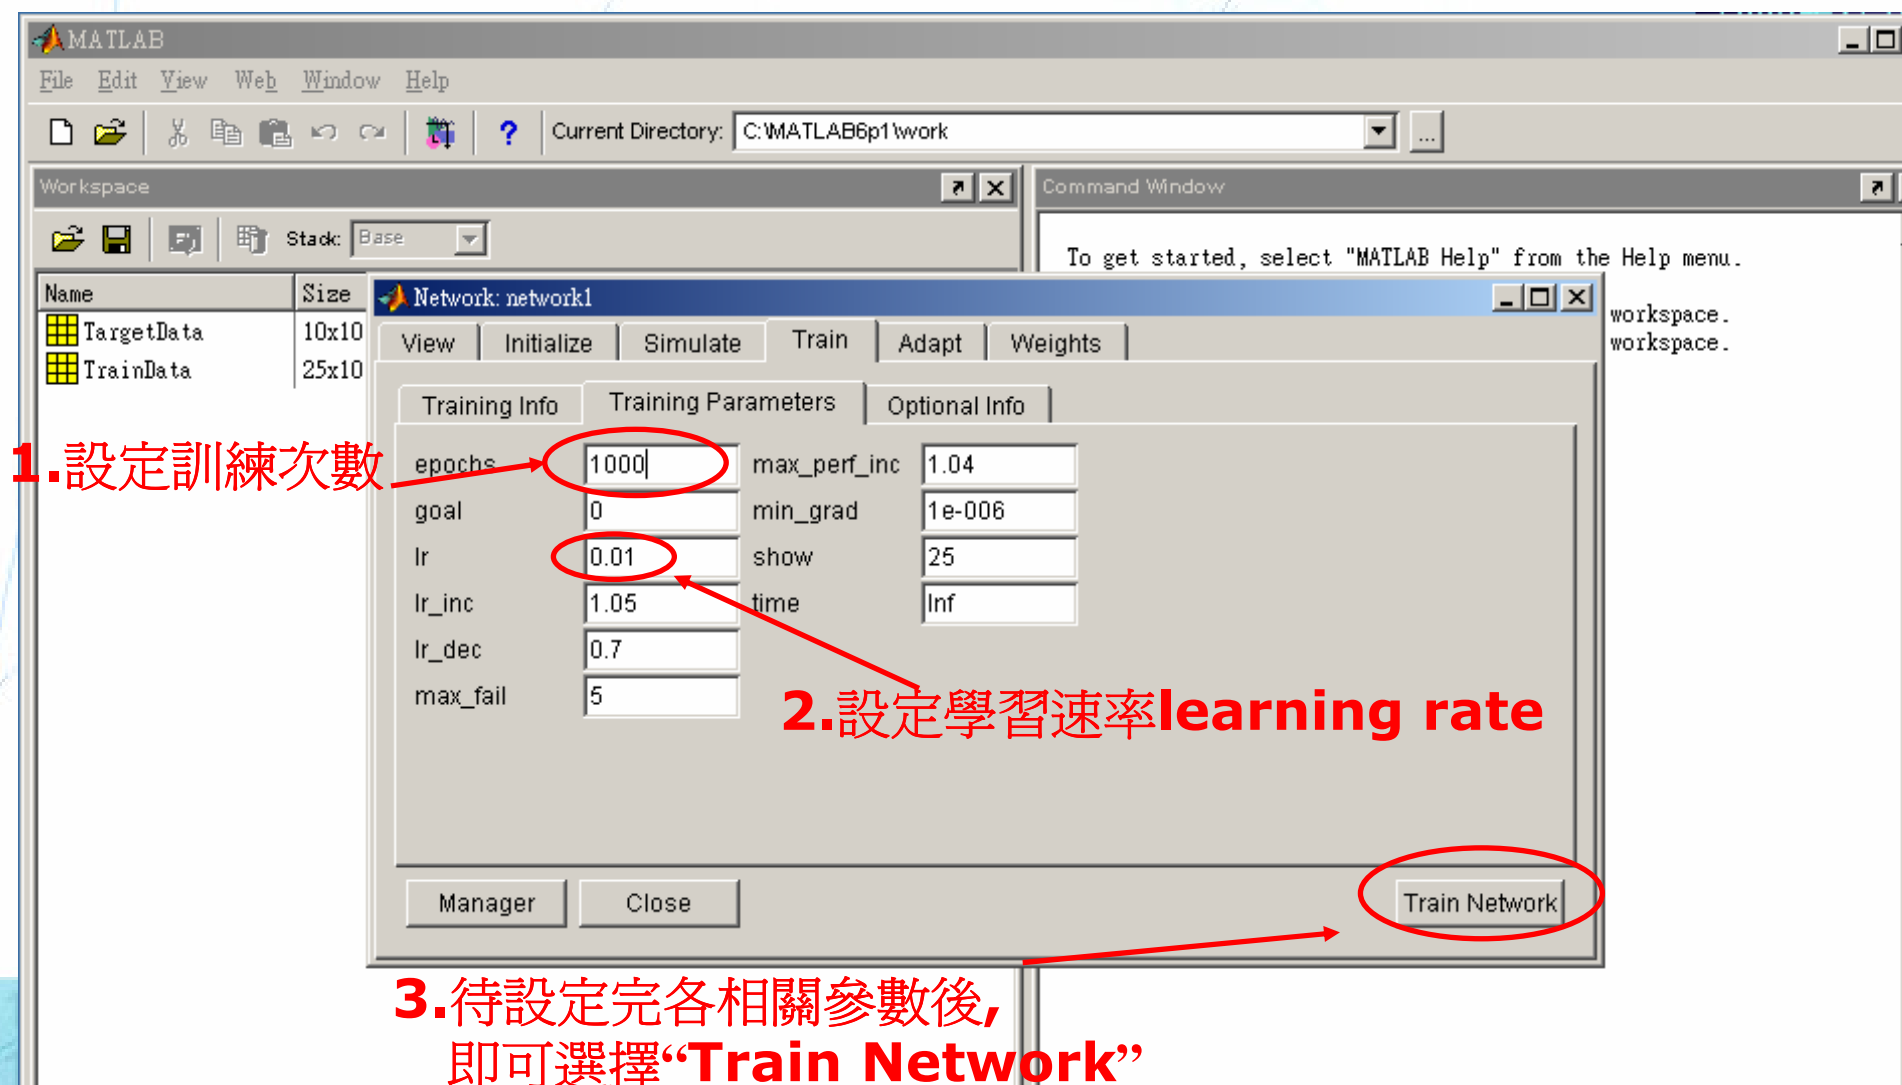 MATLAB
File Edit View Web Window Help
Current Directory: C:\MATLAB6p1\work ...
Workspace
Command Window
Stack: Base
To get started, select "MATLAB Help" from the Help menu.
Name Size
TargetData 10x10
TrainData 25x10
workspace.
workspace.
Network: network1
View Initialize Simulate Train Adapt Weights
Training Info Training Parameters Optional Info
1.設定訓練次數
epochs 1000 max_perf_inc 1.04
goal 0 min_grad 1e-006
lr 0.01 show 25
lr_inc 1.05 time Inf
lr_dec 0.7
max_fail 5
2.設定學習速率learning rate
Manager Close Train Network
3.待設定完各相關參數後,
即可選擇“Train Network”